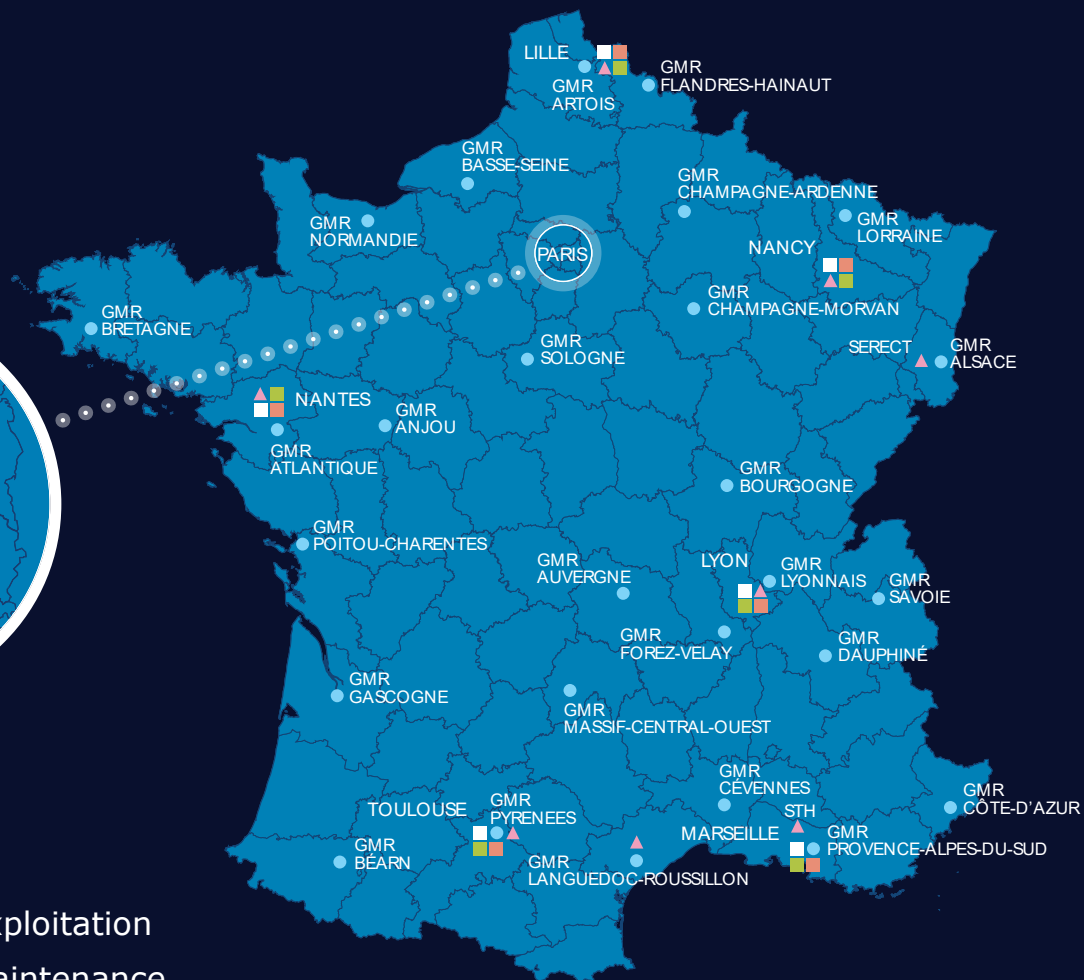 LILLE
GMR
ARTOIS
GMR
FLANDRES-HAINAUT
GMR
BASSE-SEINE
GMR
CHAMPAGNE-ARDENNE
GMR
NORMANDIE
GMR
LORRAINE
NANCY
PARIS
GMR
CHAMPAGNE-MORVAN
GMR
BRETAGNE
GMR
SOLOGNE
SERECT
GMR
ALSACE
NANTES
GMR
ANJOU
GMR
ATLANTIQUE
GMR
BOURGOGNE
GMR
POITOU-CHARENTES
GMR
AUVERGNE
LYON
GMR
LYONNAIS
GMR
SAVOIE
GMR
FOREZ-VELAY
GMR
DAUPHINÉ
GMR
GASCOGNE
GMR
MASSIF-CENTRAL-OUEST
GMR
CÉVENNES
GMR
CÔTE-D'AZUR
TOULOUSE
GMR
PYRENEES
STH
MARSEILLE
GMR
PROVENCE-ALPES-DU-SUD
GMR
BÉARN
GMR
LANGUEDOC-ROUSSILLON
xploitation
aintenance